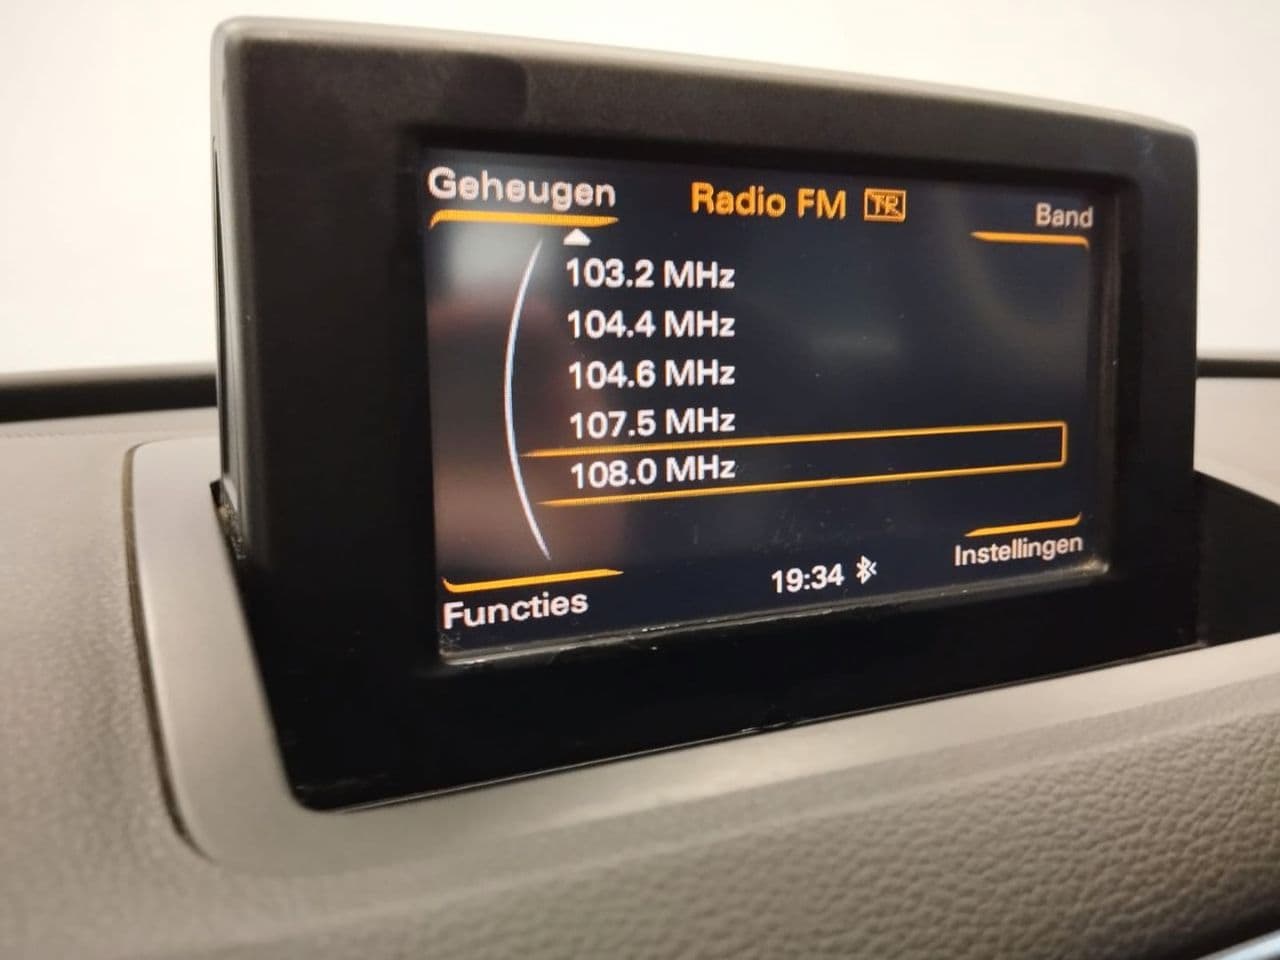 Geheugen
Radio FM TP
Band
103.2 MHz
104.4 MHz
104.6 MHz
107.5 MHz
108.0 MHz
19:34
Instellingen
Functies